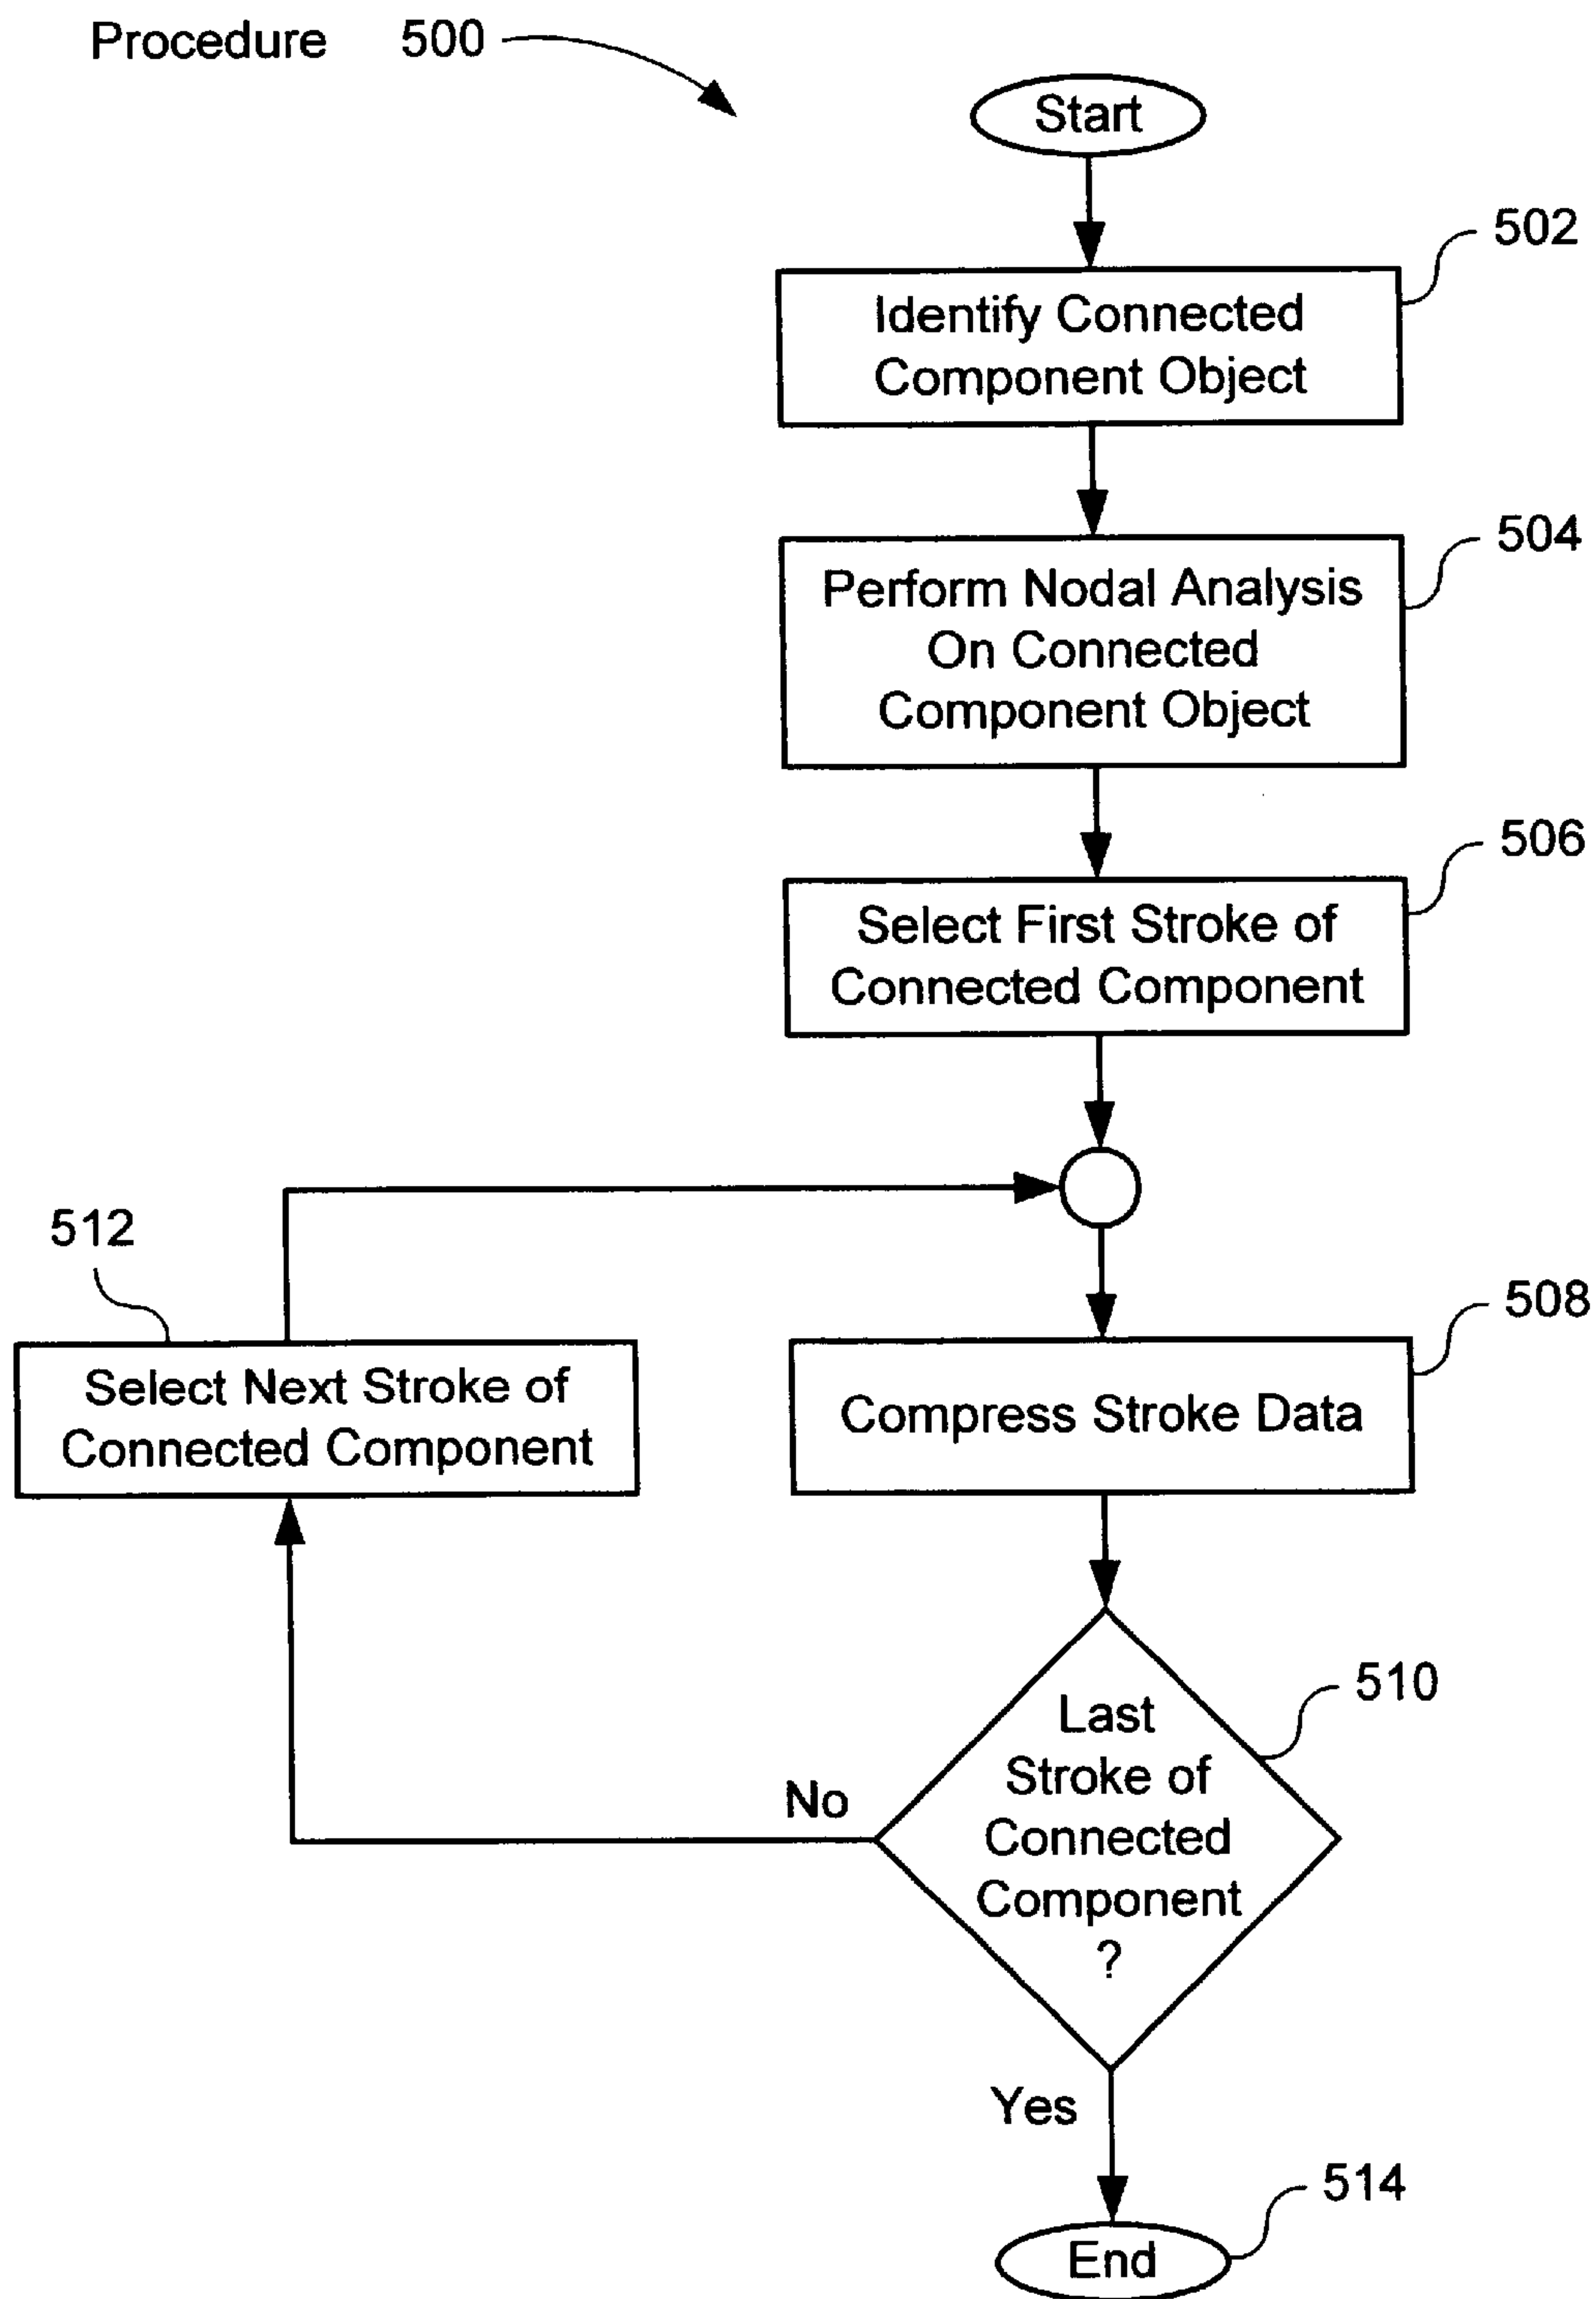 Procedure 500
Start
502
Identify Connected
Component Object
504
Perform Nodal Analysis
On Connected
Component Object
506
Select First Stroke of
Connected Component
512
Select Next Stroke of
Connected Component
508
Compress Stroke Data
510
Last
Stroke of
Connected
Component
?
No
Yes
514
End